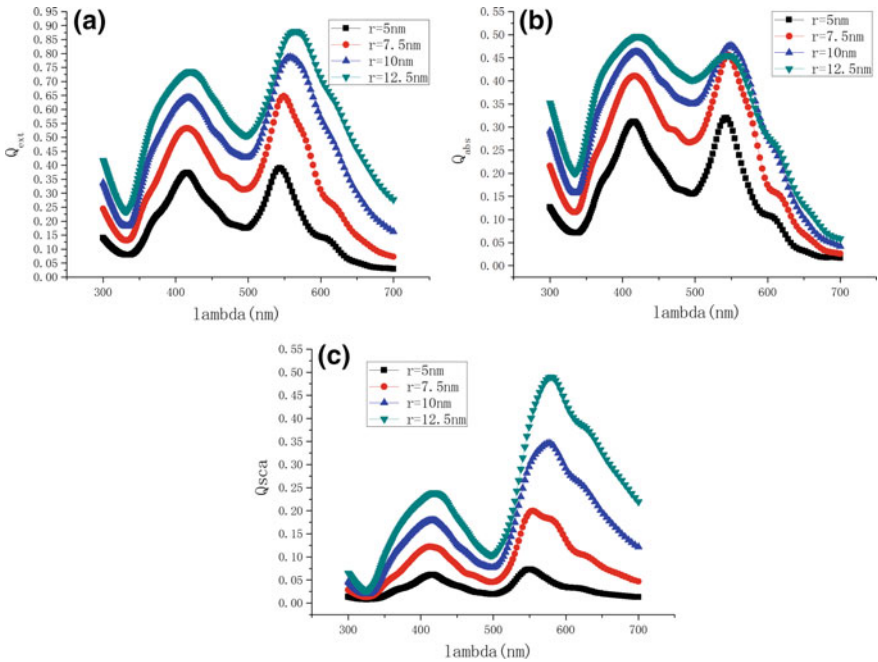 (a)
r=5nm
r=7.5nm
r=10nm
r=12.5nm
Q_ext
0.95
0.90
0.85
0.80
0.75
0.70
0.65
0.60
0.55
0.50
0.45
0.40
0.35
0.30
0.25
0.20
0.15
0.10
0.05
0.00
300 400 500 600 700
lambda(nm)
(b)
r=5nm
r=7.5nm
r=10nm
r=12.5nm
Q_abs
0.55
0.50
0.45
0.40
0.35
0.30
0.25
0.20
0.15
0.10
0.05
0.00
300 400 500 600 700
lambda(nm)
(c)
r=5nm
r=7.5nm
r=10nm
r=12.5nm
Qsca
0.55
0.50
0.45
0.40
0.35
0.30
0.25
0.20
0.15
0.10
0.05
0.00
300 400 500 600 700
lambda(nm)